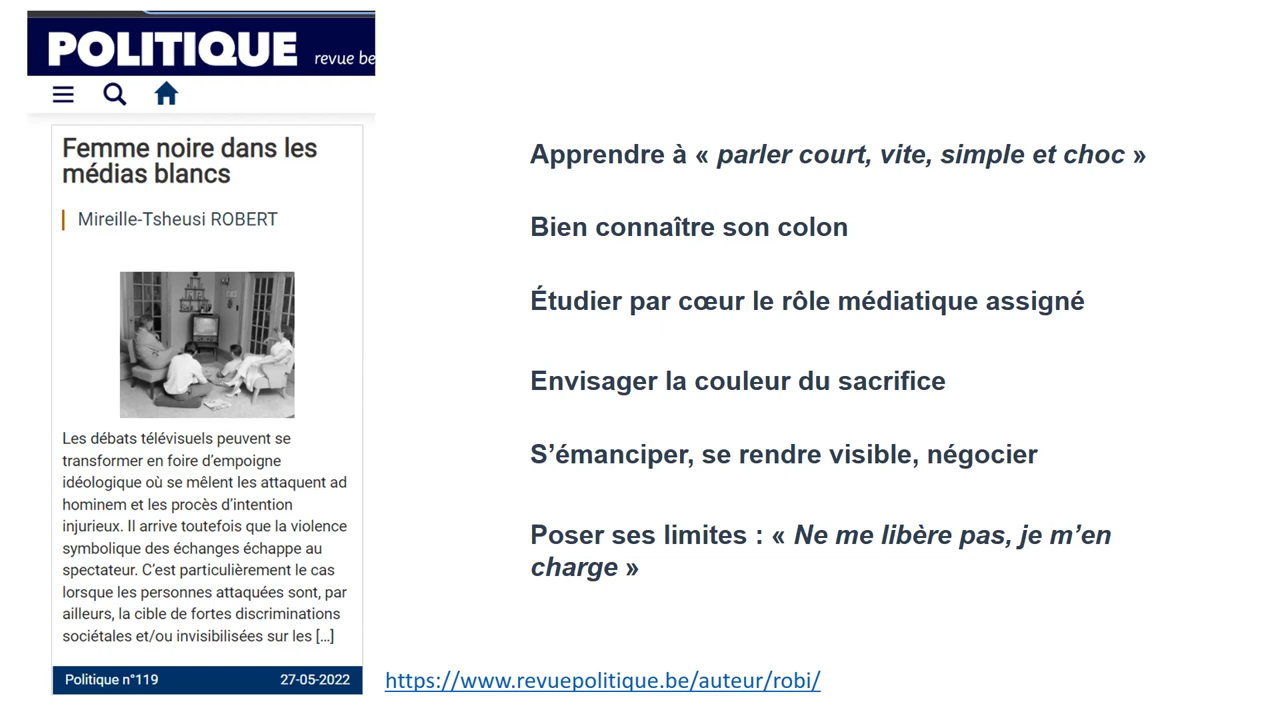 POLITIQUE revue be
Femme noire dans les
médias blancs
Mireille-Tsheusi ROBERT
Les débats télévisuels peuvent se
transformer en foire d’empoigne
idéologique où se mêlent les attaquent ad
hominem et les procès d’intention
injurieux. Il arrive toutefois que la violence
symbolique des échanges échappe au
spectateur. C’est particulièrement le cas
lorsque les personnes attaquées sont, par
ailleurs, la cible de fortes discriminations
sociétales et/ou invisibilisées sur les […]
Politique n°119 27-05-2022
Apprendre à « parler court, vite, simple et choc »
Bien connaître son colon
Étudier par cœur le rôle médiatique assigné
Envisager la couleur du sacrifice
S’émanciper, se rendre visible, négocier
Poser ses limites : « Ne me libère pas, je m’en
charge »
https://www.revuepolitique.be/auteur/robi/